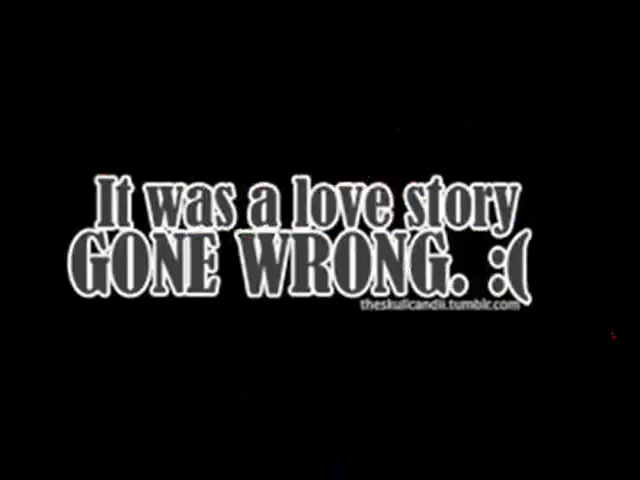 It was a love story
GONE WRONG. :(
theskullcandii.tumblr.com